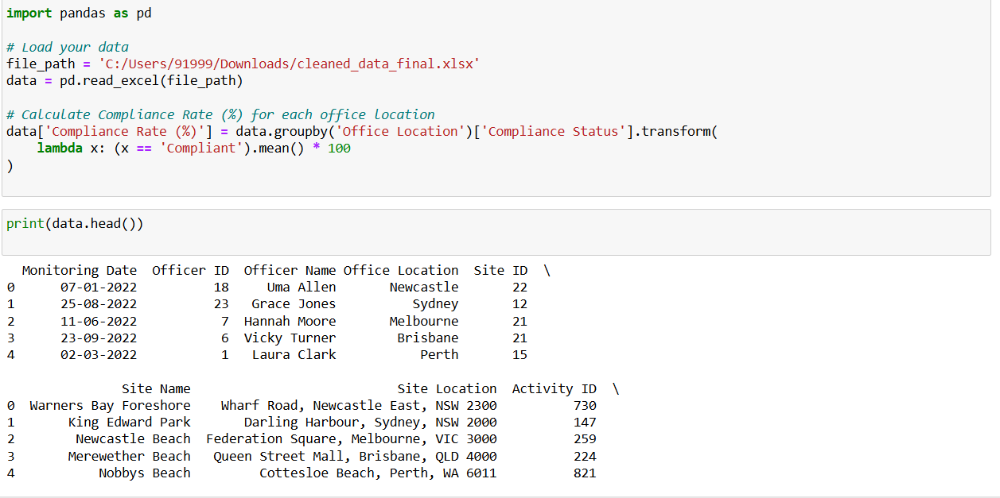 import pandas as pd
# Load your data
file_path = 'C:/Users/91999/Downloads/cleaned_data_final.xlsx'
data = pd.read_excel(file_path)
# Calculate Compliance Rate (%) for each office location
data['Compliance Rate (%)'] = data.groupby('Office Location')['Compliance Status'].transform(
    lambda x: (x == 'Compliant').mean() * 100
)
print(data.head())
  Monitoring Date  Officer ID  Officer Name Office Location  Site ID  \
0      07-01-2022          18     Uma Allen       Newcastle       22
1      25-08-2022          23   Grace Jones          Sydney       12
2      11-06-2022           7  Hannah Moore       Melbourne       21
3      23-09-2022           6  Vicky Turner        Brisbane       21
4      02-03-2022           1   Laura Clark           Perth       15
               Site Name                           Site Location  Activity ID  \
0  Warners Bay Foreshore    Wharf Road, Newcastle East, NSW 2300          730
1       King Edward Park       Darling Harbour, Sydney, NSW 2000          147
2        Newcastle Beach  Federation Square, Melbourne, VIC 3000          259
3       Merewether Beach   Queen Street Mall, Brisbane, QLD 4000          224
4           Nobbys Beach         Cottesloe Beach, Perth, WA 6011          821